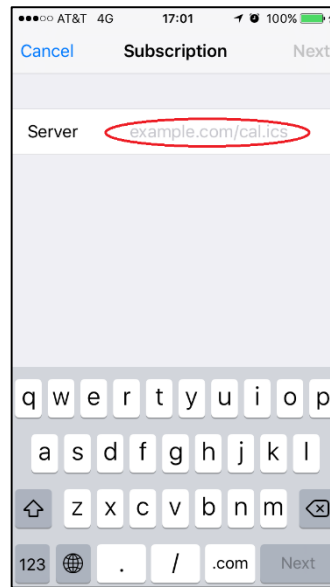 AT&T 4G 17:01 100%
Cancel Subscription Next
Server example.com/cal.ics
q w e r t y u i o p
a s d f g h j k l
z x c v b n m
123 . / .com Next